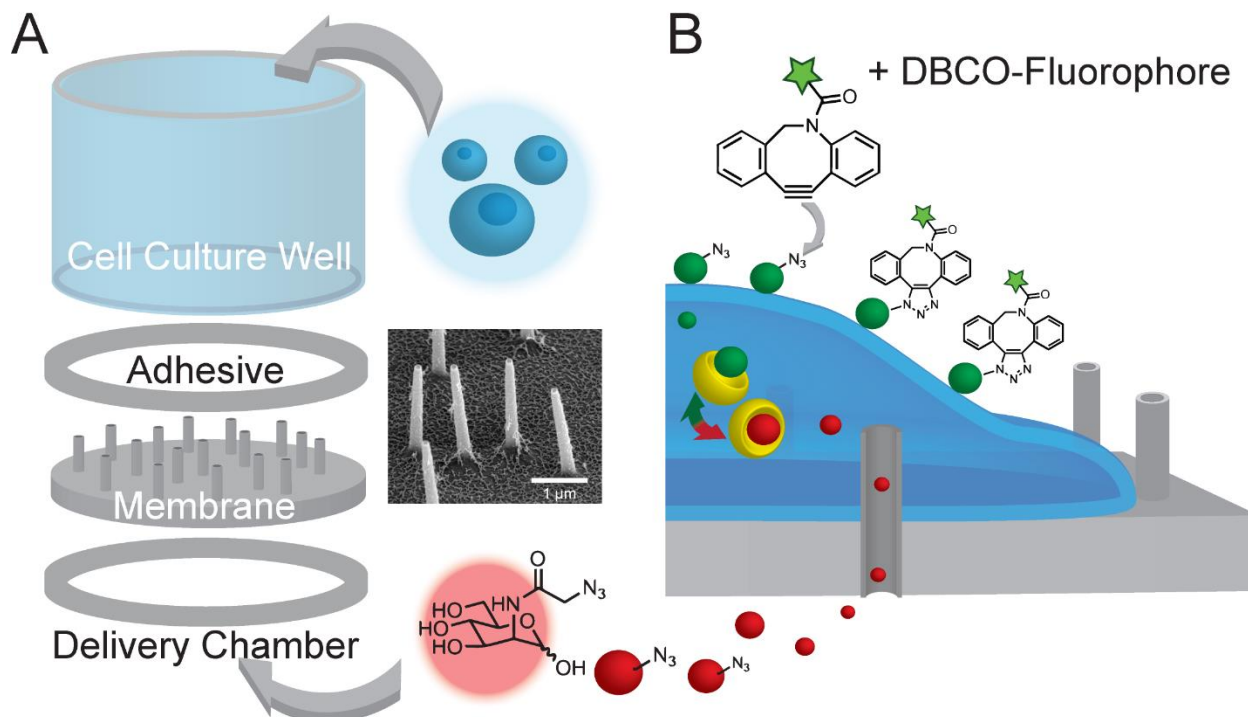 A
Cell Culture Well
Adhesive
Membrane
1 µm
Delivery Chamber
O
N₃
HO
HN
HO
O
HO
OH
N₃
N₃
B
+ DBCO-Fluorophore
O
N
N₃
N₃
O
N
N
N
N
O
N
N
N
N